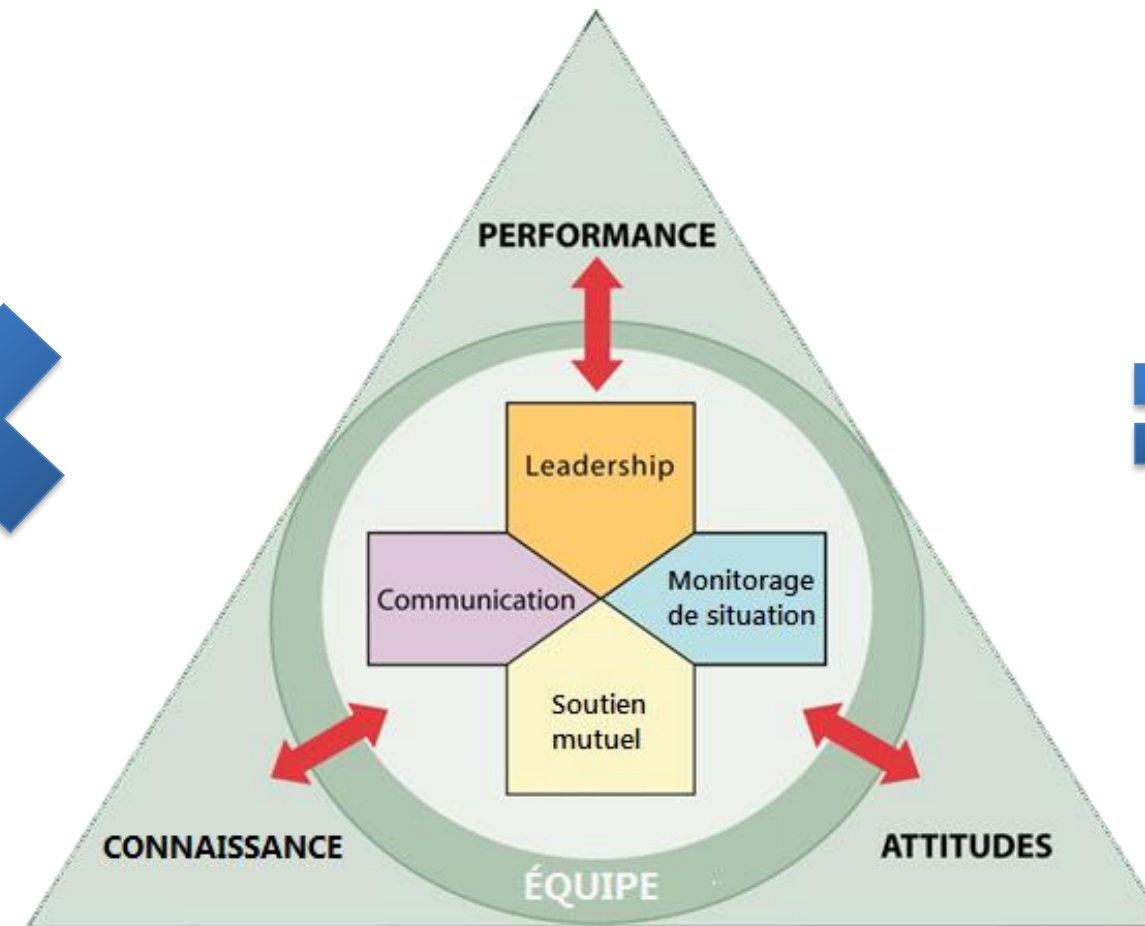 PERFORMANCE
Leadership
Communication
Monitorage
de situation
Soutien
mutuel
CONNAISSANCE
ATTITUDES
ÉQUIPE